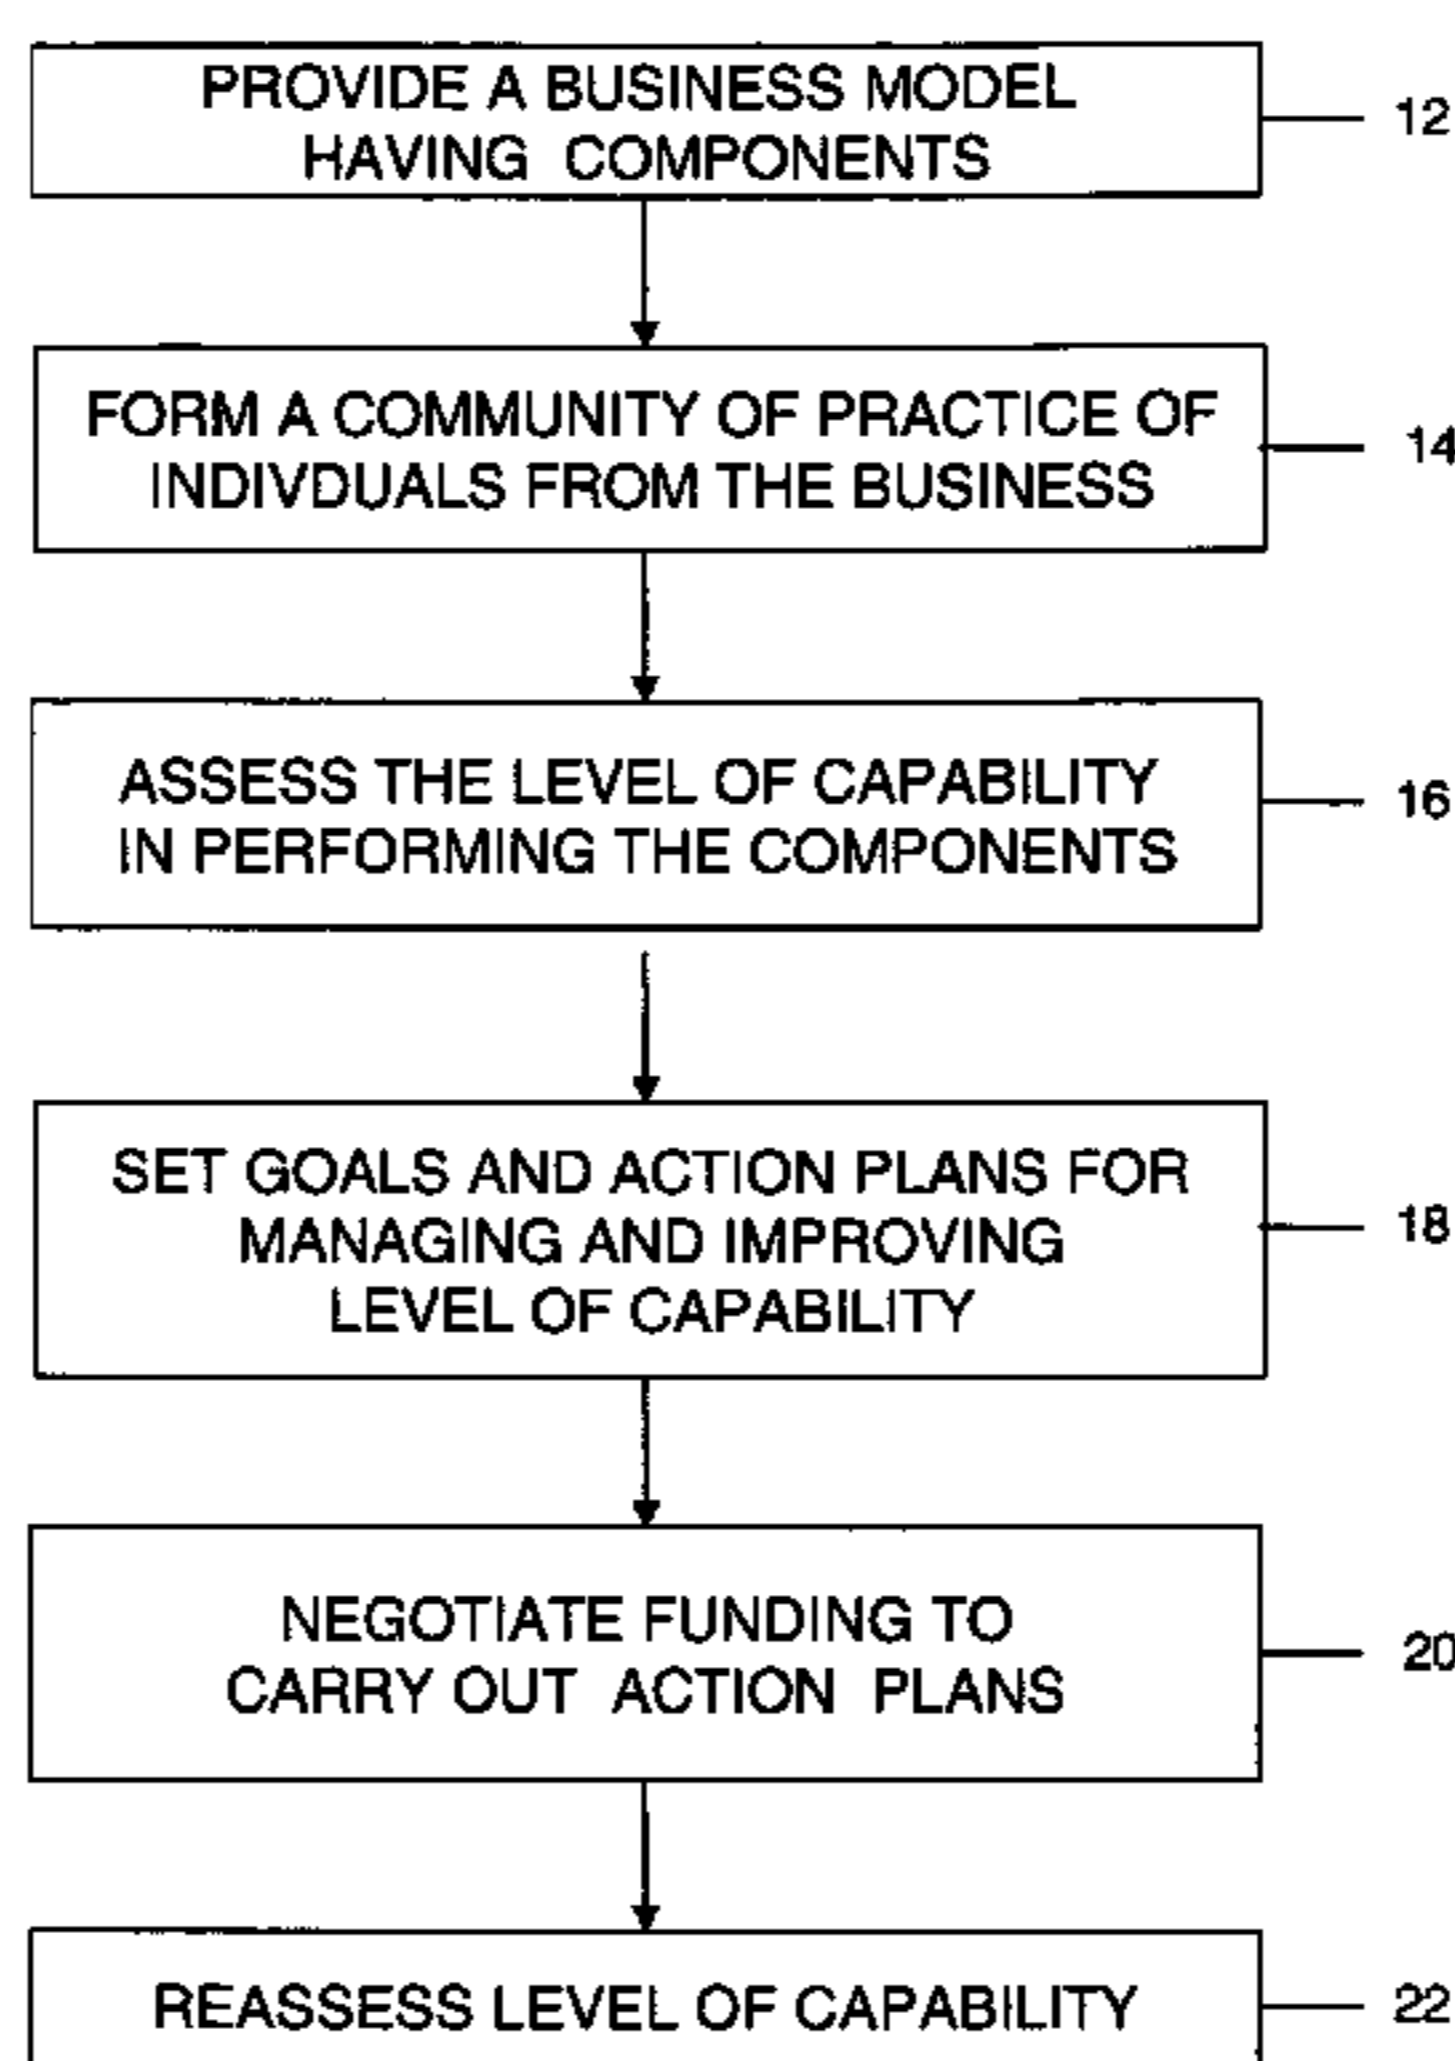 PROVIDE A BUSINESS MODEL
HAVING COMPONENTS
12
FORM A COMMUNITY OF PRACTICE OF
INDIVDUALS FROM THE BUSINESS
14
ASSESS THE LEVEL OF CAPABILITY
IN PERFORMING THE COMPONENTS
16
SET GOALS AND ACTION PLANS FOR
MANAGING AND IMPROVING
LEVEL OF CAPABILITY
18
NEGOTIATE FUNDING TO
CARRY OUT ACTION PLANS
20
REASSESS LEVEL OF CAPABILITY
22